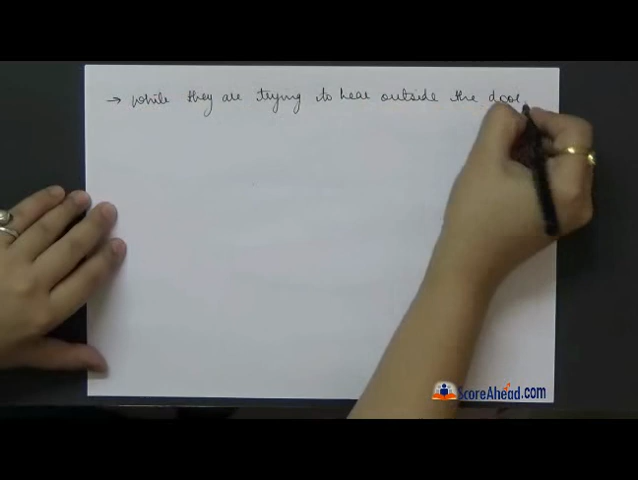 → while they are trying to hear outside the door
ScoreAhead.com